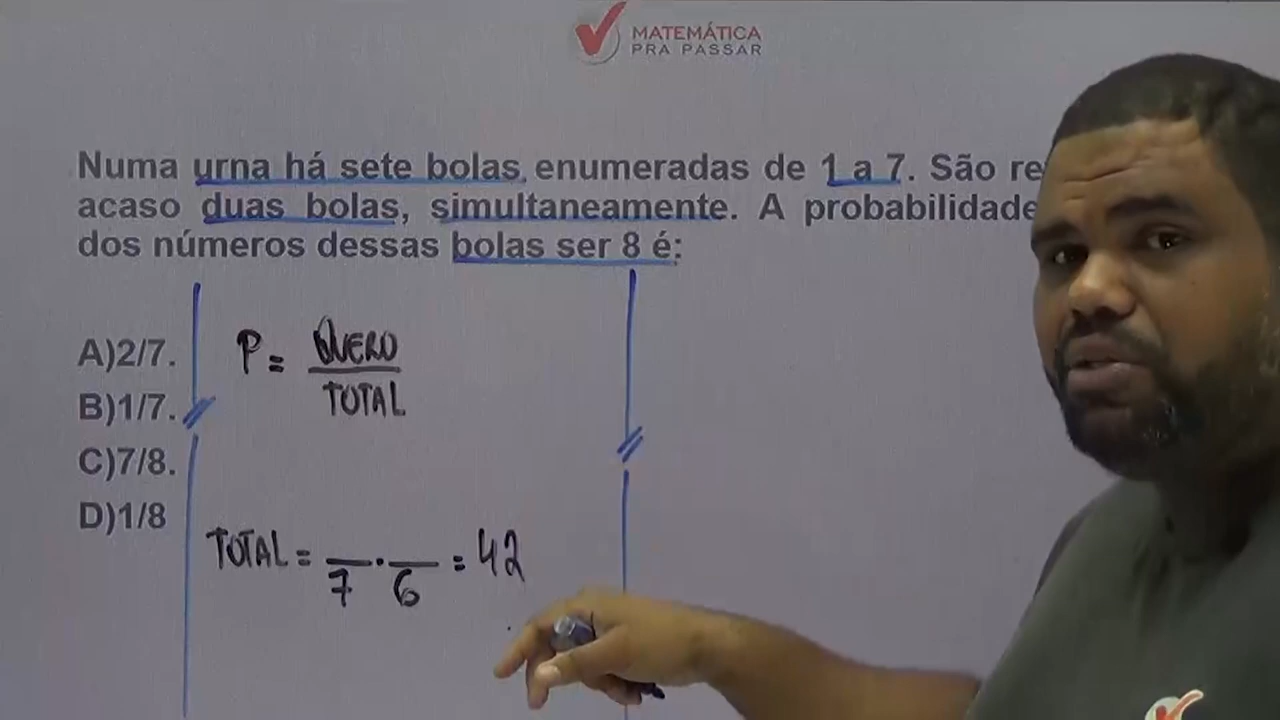 MATEMÁTICA
PRA PASSAR
Numa urna há sete bolas enumeradas de 1 a 7. São
acaso duas bolas, simultaneamente. A probabilidade
dos números dessas bolas ser 8 é:
A)2/7.
B)1/7.
C)7/8.
D)1/8
P = QUERO
TOTAL
TOTAL = __ . __ = 42
7 6